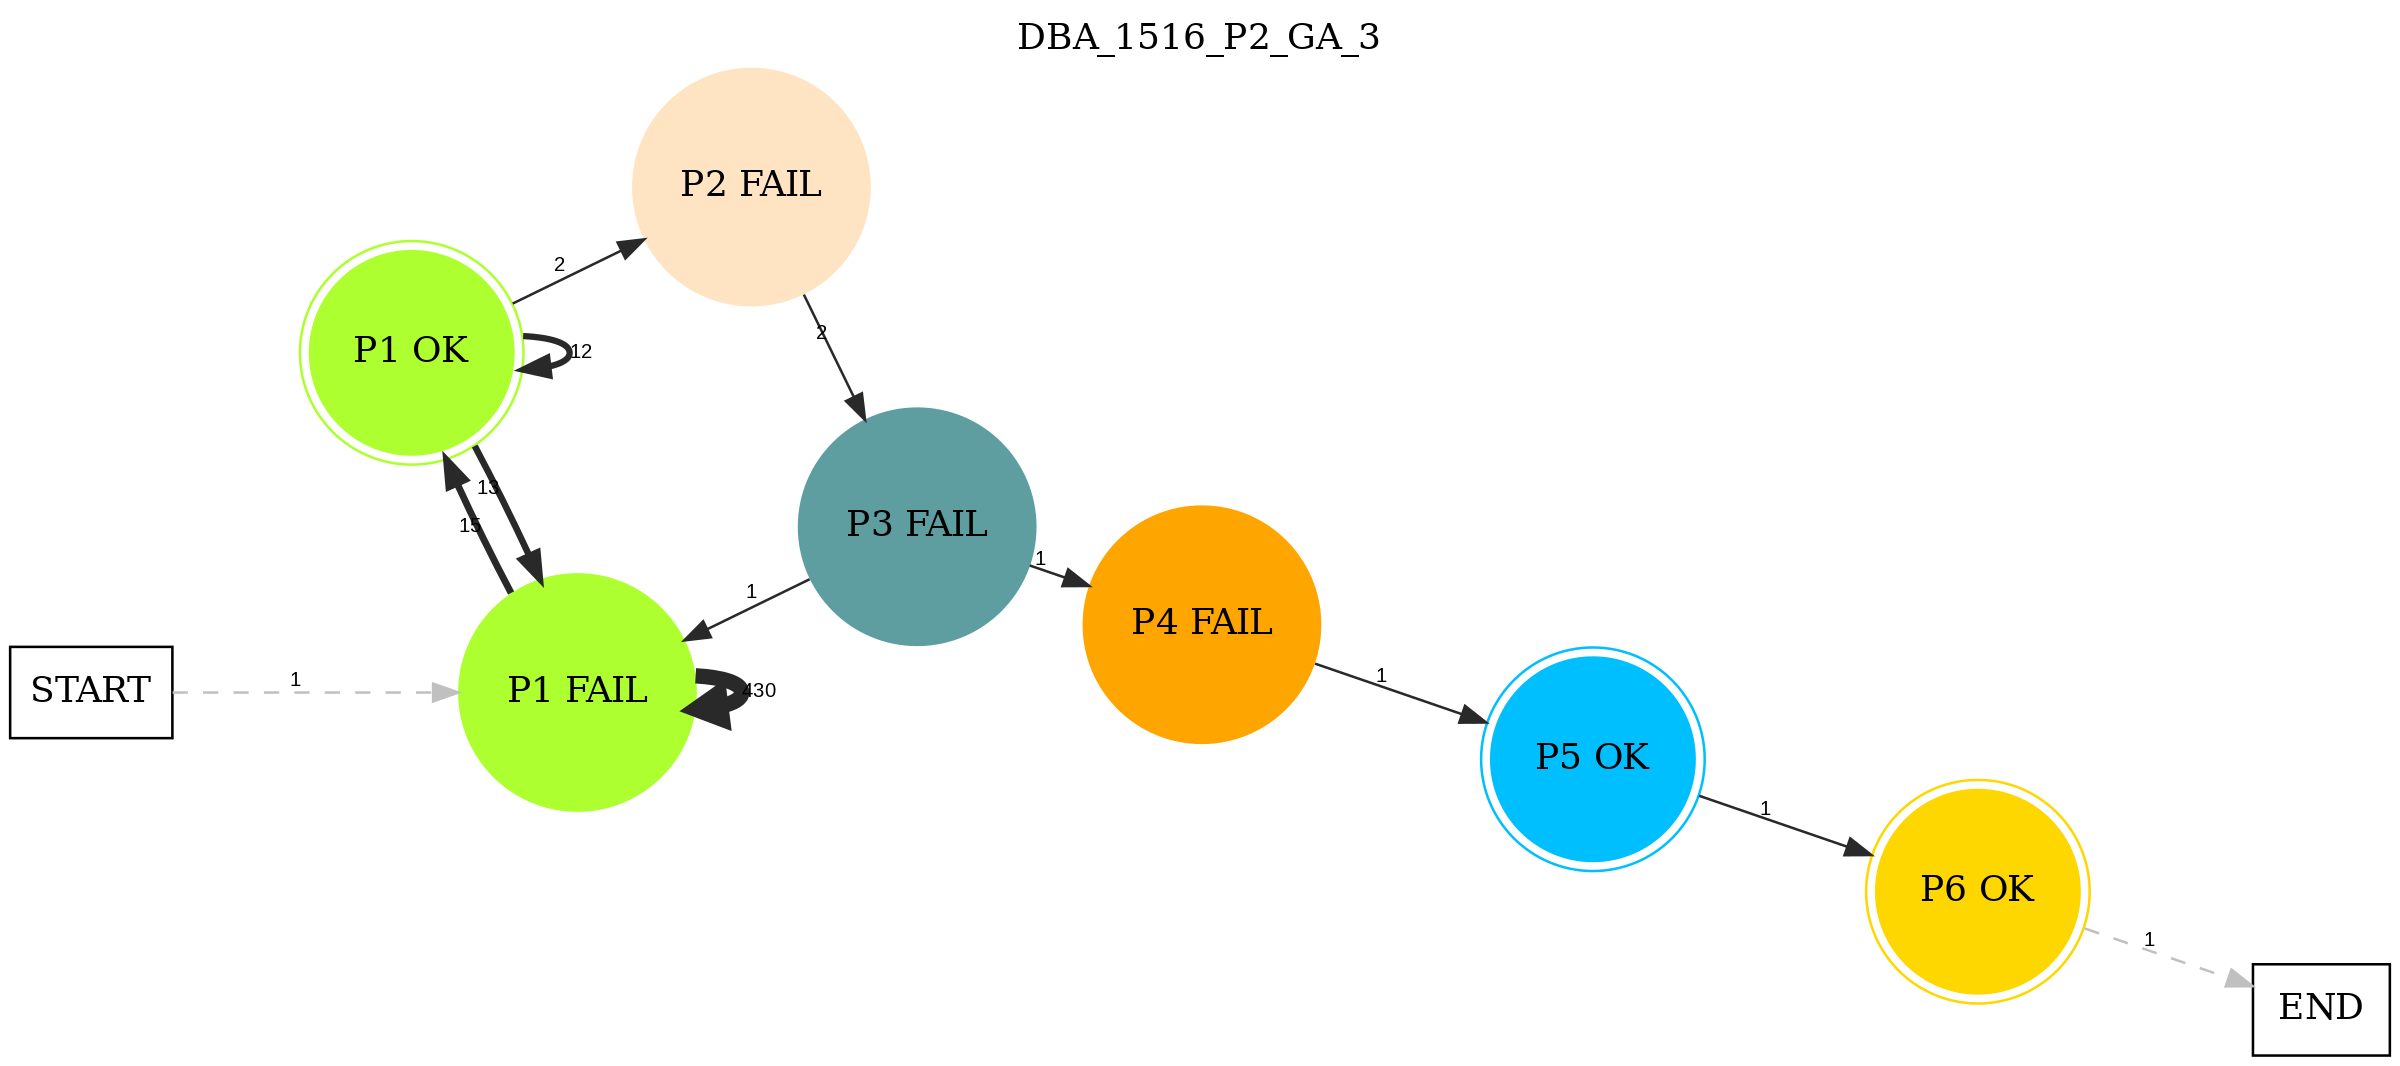 DBA_1516_P2_GA_3
P2 FAIL
2
P1 OK
12
2
13
15
P3 FAIL
1
1
P4 FAIL
START
1
P1 FAIL
430
1
P5 OK
1
P6 OK
1
END